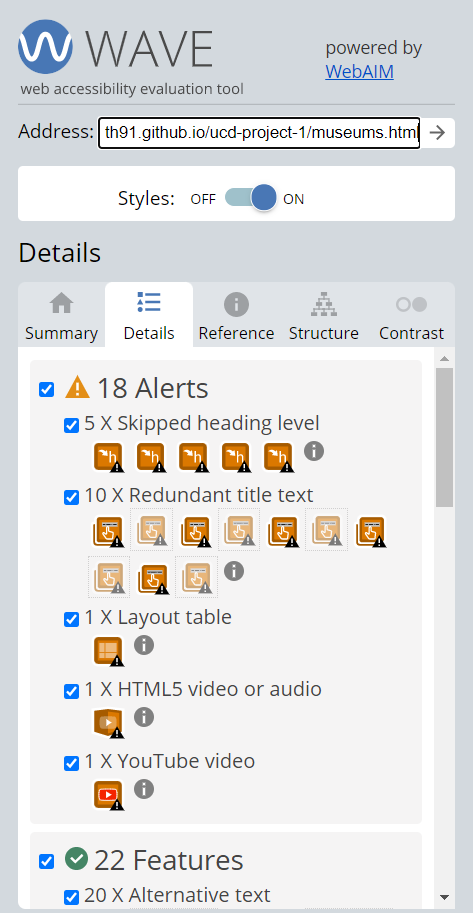 WAVE
web accessibility evaluation tool
powered by
WebAIM
Address: th91.github.io/ucd-project-1/museums.html
Styles: OFF ON
Details
Summary Details Reference Structure Contrast
18 Alerts
5 X Skipped heading level
10 X Redundant title text
1 X Layout table
1 X HTML5 video or audio
1 X YouTube video
22 Features
20 X Alternative text